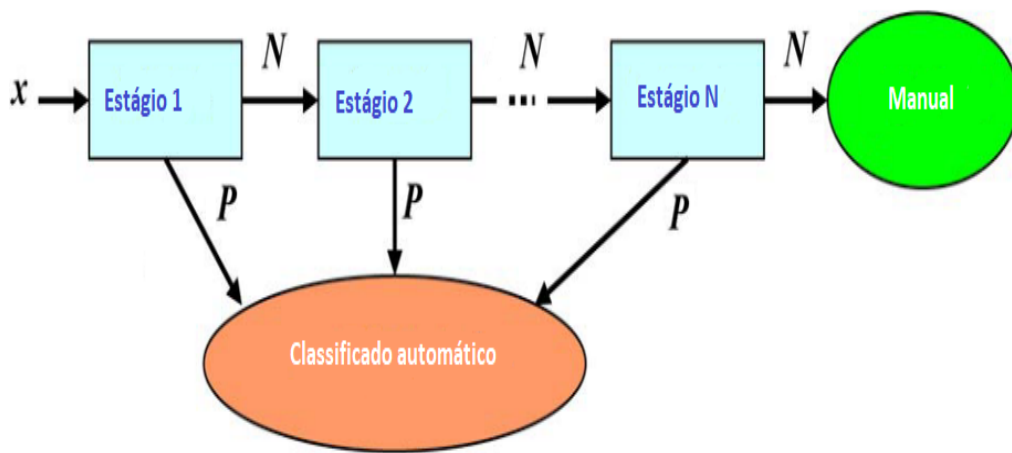 x
Estágio 1
N
Estágio 2
N
Estágio N
N
Manual
P
P
P
Classificado automático